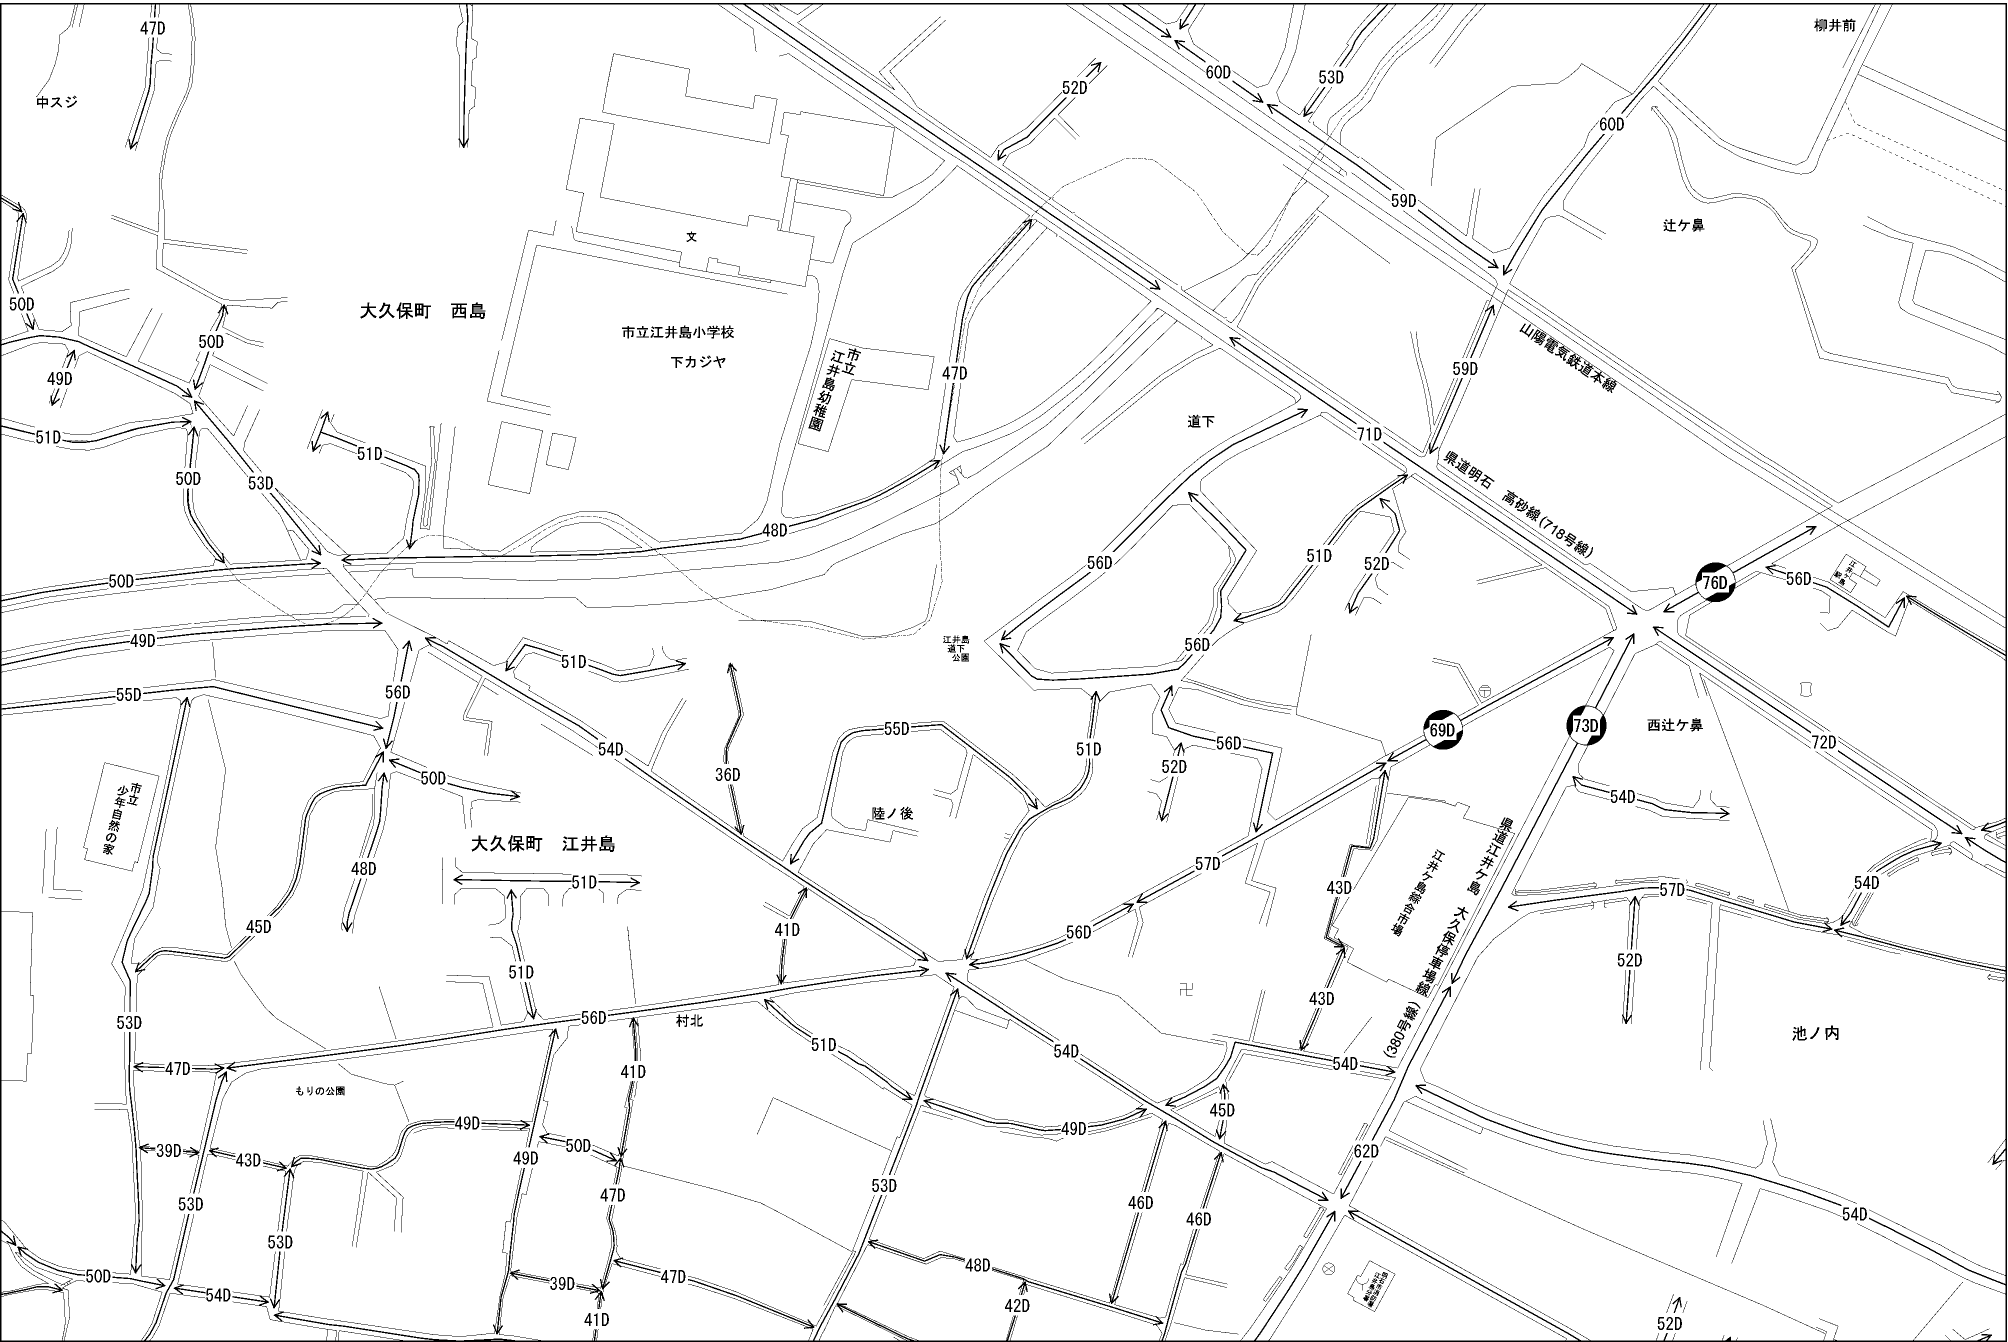 47D
柳井前
60D
53D
52D
中スジ
60D
59D
辻ケ鼻
文
50D
大久保町　西島
市立江井島小学校
下カジヤ
50D
山陽電気鉄道本線
市立
江井島幼稚園
49D
47D
59D
道下
51D
71D
51D
県道明石　高砂線(718号線)
50D
53D
48D
51D
56D
52D
50D
76D
56D
江井ケ島
駅
49D
江井島
道下
公園
56D
51D
55D
56D
西辻ケ鼻
55D
69D
73D
54D
51D
56D
72D
36D
52D
50D
市立
少年自然の家
54D
陸ノ後
県道江井ケ島　大久保停車場線
(380号線)
大久保町　江井島
江井ケ島綜合市場
48D
57D
51D
43D
54D
57D
45D
41D
56D
51D
52D
卍
43D
53D
56D
村北
池ノ内
51D
54D
54D
47D
41D
もりの公園
45D
49D
49D
50D
39D
43D
49D
62D
47D
53D
53D
46D
46D
54D
53D
48D
50D
47D
39D
54D
42D
41D
52D